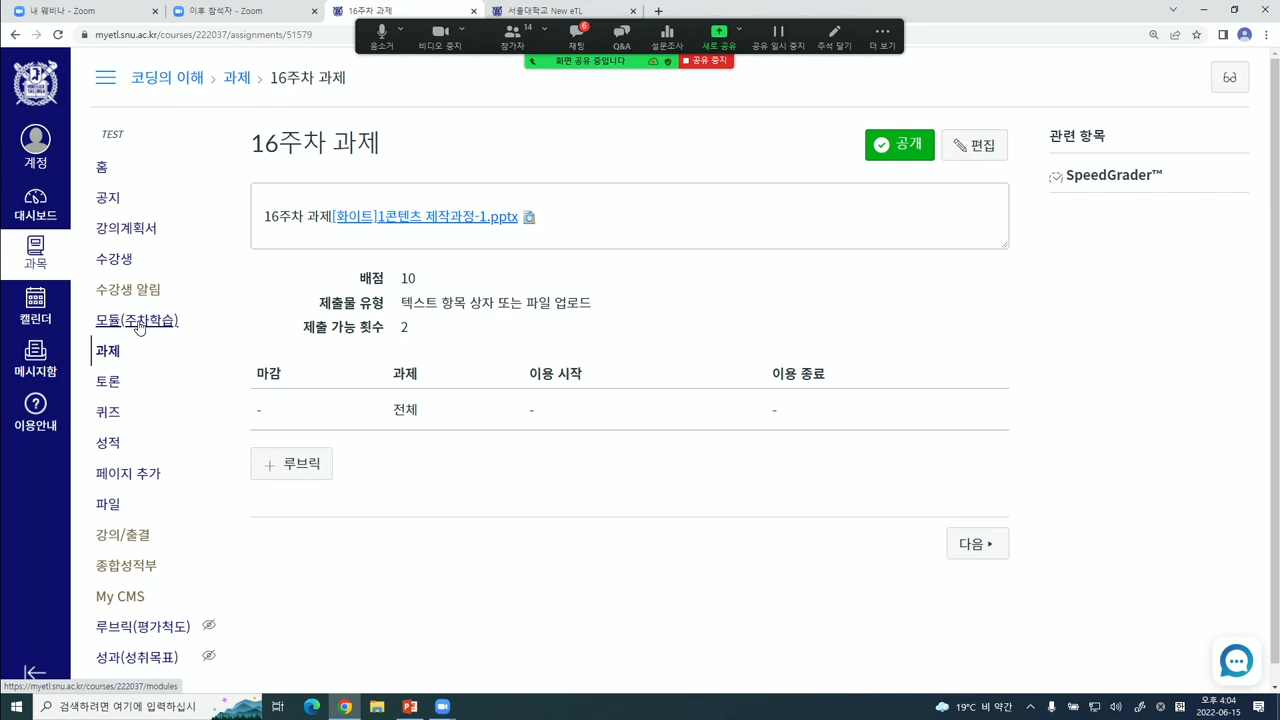 내 웨비나 - Zoom
이후 참석자 - Zoom
16주차 과제
서울대학교 New eTL
myetl.snu.ac.kr/courses/222037/assignments/51579
음소거
비디오 중지
14
참가자
6
채팅
Q&A
설문조사
새로 공유
공유 일시 중지
주석 달기
더 보기
화면 공유 중입니다
공유 중지
코딩의 이해 > 과제 > 16주차 과제
계정
대시보드
과목
캘린더
메시지함
이용안내
TEST
홈
공지
강의계획서
수강생
수강생 알림
모듈(주차학습)
과제
토론
퀴즈
성적
페이지 추가
파일
강의/출결
종합성적부
My CMS
루브릭(평가척도)
성과(성취목표)
16주차 과제
공개
편집
16주차 과제[화이트]1콘텐츠 제작과정-1.pptx
배점 10
제출물 유형 텍스트 항목 상자 또는 파일 업로드
제출 가능 횟수 2
마감 과제 이용 시작 이용 종료
- 전체 - -
+ 루브릭
다음
관련 항목
SpeedGrader™
https://myetl.snu.ac.kr/courses/222037/modules
검색하려면 여기에 입력하십시
19°C 비 약간
오후 4:04
2022-06-15